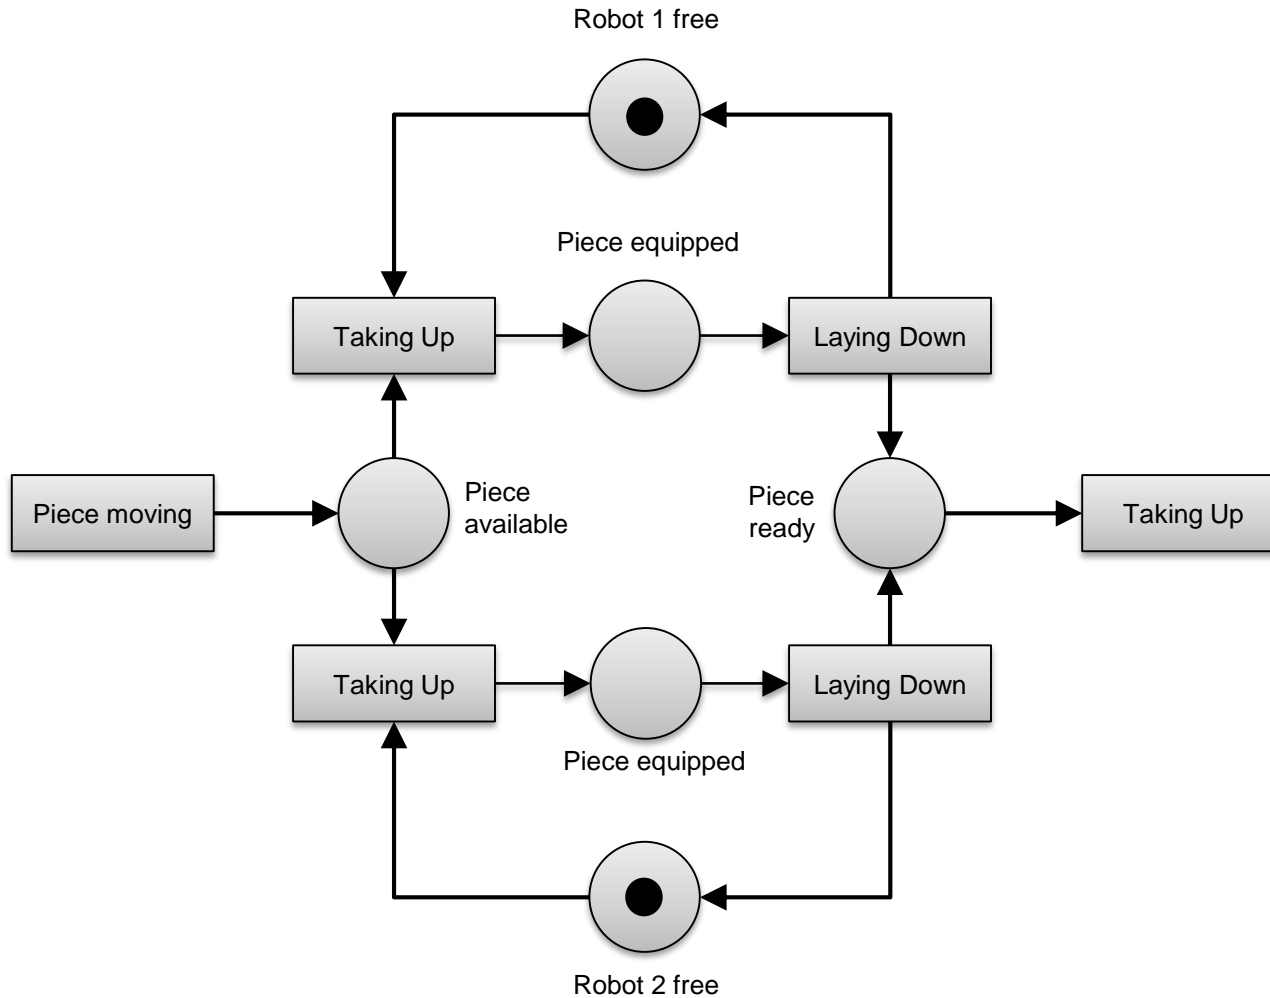 Robot 1 free
Piece equipped
Taking Up
Laying Down
Piece moving
Piece
available
Piece
ready
Taking Up
Taking Up
Laying Down
Piece equipped
Robot 2 free